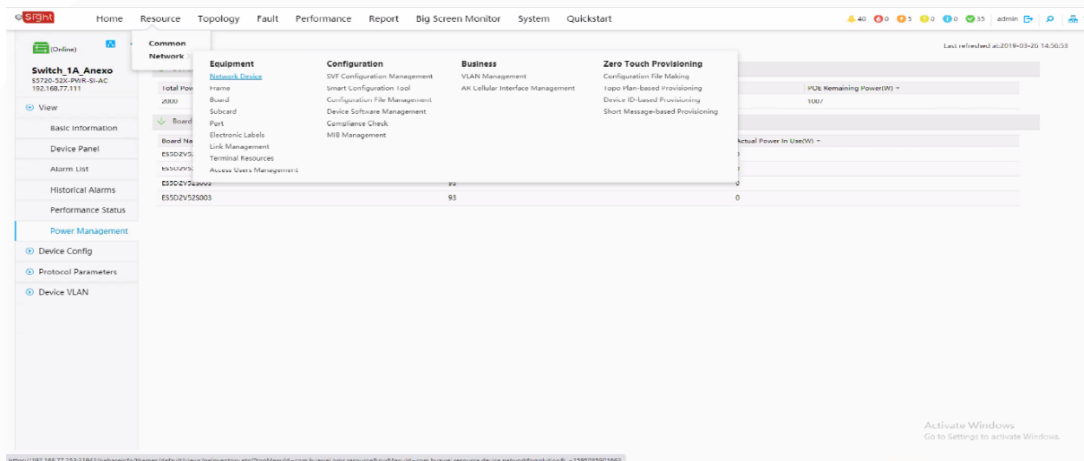 eSight Home Resource Topology Fault Performance Report Big Screen Monitor System Quickstart 40 0 5 0 0 35 admin
(Online)
Switch_1A_Anexo
S5720-52X-PWR-SI-AC
192.168.77.111
View
Basic Information
Device Panel
Alarm List
Historical Alarms
Performance Status
Power Management
Device Config
Protocol Parameters
Device VLAN
Common
Network
Equipment
Network Device
Frame
Board
Subcard
Port
Electronic Labels
Link Management
Terminal Resources
Access Users Management
Configuration
SVF Configuration Management
Smart Configuration Tool
Configuration File Management
Device Software Management
Compliance Check
MIB Management
Business
VLAN Management
AR Cellular Interface Management
Zero Touch Provisioning
Configuration File Making
Topo Plan-based Provisioning
Device ID-based Provisioning
Short Message-based Provisioning
Last refreshed at:2019-03-26 14:56:53
Total Pow POE Remaining Power(W)
2000 1007
Board
Board Na Actual Power In Use(W)
ES5D2V52S003 93 0
ES5D2V52S003 93 0
Activate Windows
Go to Settings to activate Windows.